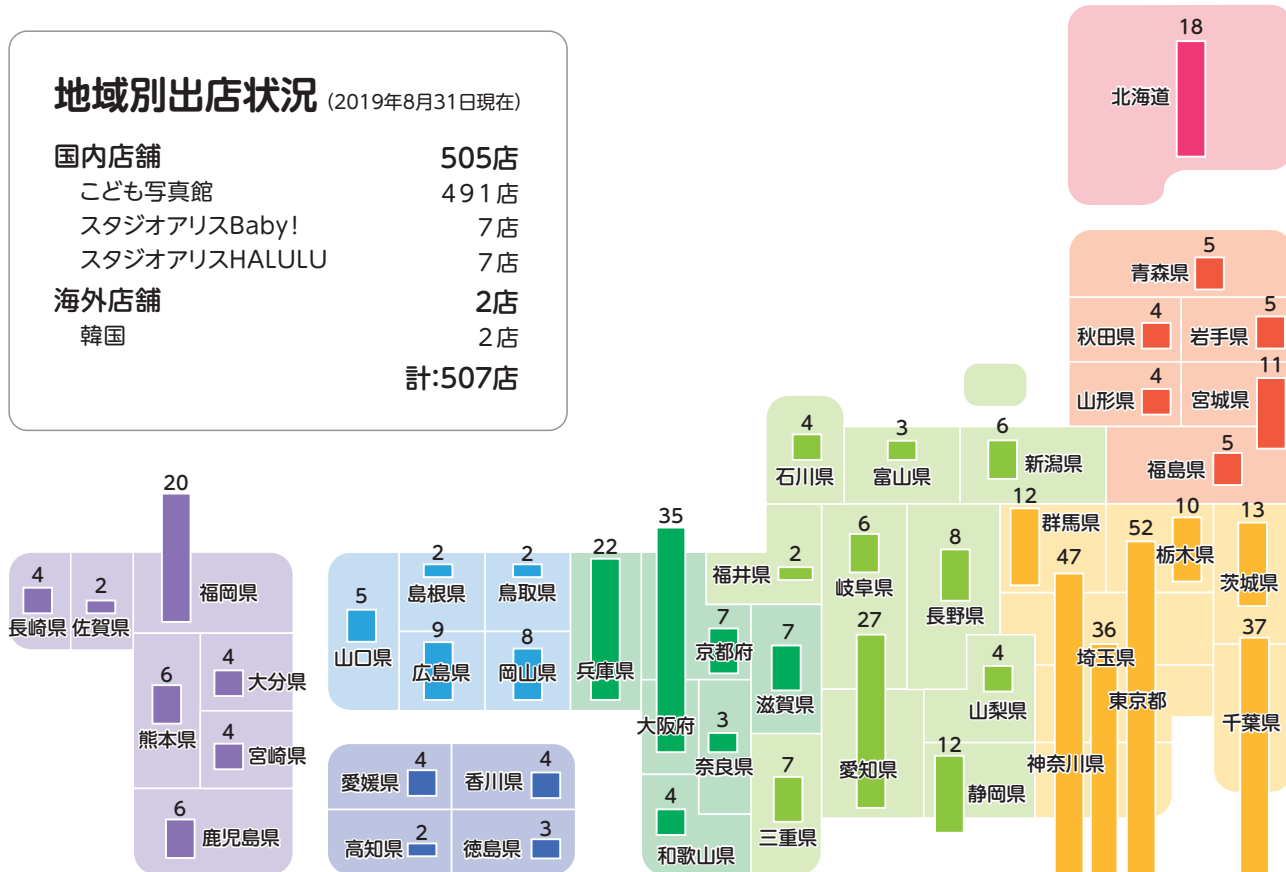 地域別出店状況 (2019年8月31日現在)
国内店舗 505店
こども写真館 491店
スタジオアリスBaby! 7店
スタジオアリスHALULU 7店
海外店舗 2店
韓国 2店
計:507店
18
北海道
5
青森県
4
秋田県
5
岩手県
4
山形県
11
宮城県
5
福島県
4
石川県
3
富山県
6
新潟県
2
福井県
6
岐阜県
8
長野県
4
山梨県
27
愛知県
12
静岡県
7
三重県
12
群馬県
10
栃木県
13
茨城県
47
神奈川県
36
埼玉県
52
東京都
37
千葉県
22
兵庫県
35
大阪府
7
京都府
7
滋賀県
3
奈良県
4
和歌山県
5
山口県
2
島根県
2
鳥取県
9
広島県
8
岡山県
4
愛媛県
4
香川県
2
高知県
3
徳島県
20
福岡県
4
長崎県
2
佐賀県
4
大分県
6
熊本県
4
宮崎県
6
鹿児島県